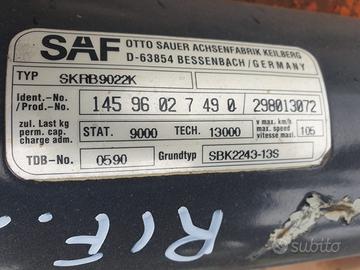 SAF OTTO SAUER ACHSENFABRIK KEILBERG
D-63854 BESSENBACH/GERMANY
TYP SKRB9022K
Ident.-No./Prod.-No. 145 96 02 7 49 0 / 298013072
zul. Last kg perm. cap. kg charge adm. STAT. 9000 TECH. 13000 v max. km/h max. speed vitesse maxi 105
TDB-No. 0590 Grundtyp SBK2243-13S
R.F.
subito